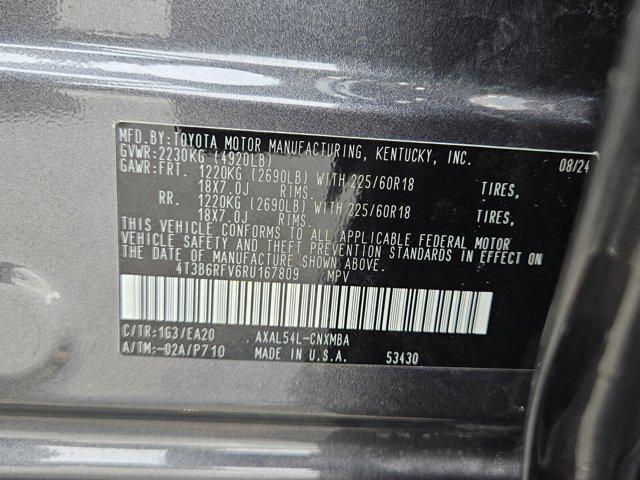 MFD.BY:TOYOTA MOTOR MANUFACTURING, KENTUCKY, INC.
GVWR:2230KG (4920LB) 08/24
GAWR:FRT. 1220KG (2690LB) WITH 225/60R18 TIRES,
18X7.0J RIMS,
RR. 1220KG (2690LB) WITH 225/60R18 TIRES,
18X7.0J RIMS,
THIS VEHICLE CONFORMS TO ALL APPLICABLE FEDERAL MOTOR
VEHICLE SAFETY AND THEFT PREVENTION STANDARDS IN EFFECT ON
THE DATE OF MANUFACTURE SHOWN ABOVE.
4T3B6RFV6RU167809 MPV
C/TR:1G3/EA20 AXAL54L-CNXMBA
A/TM:-02A/P710 MADE IN U.S.A. 53430